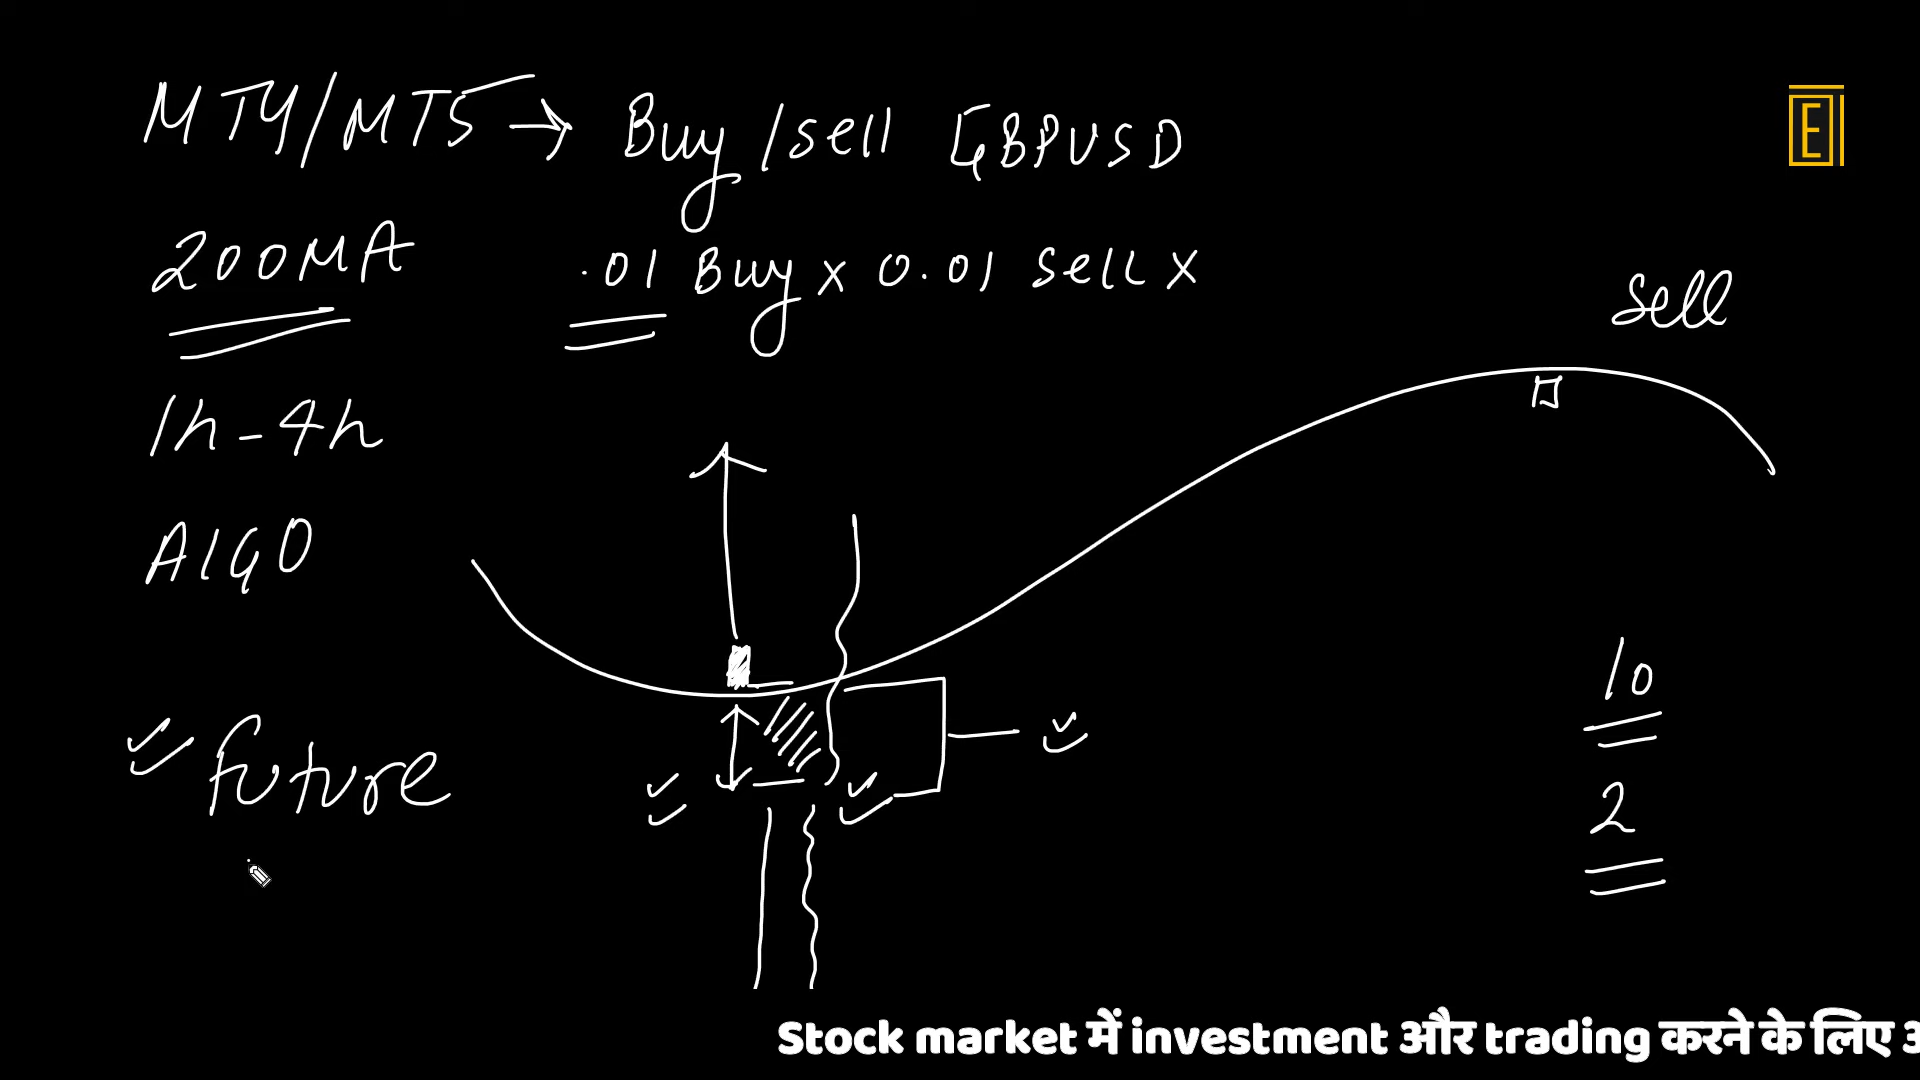 MT4/MT5 → Buy/sell GBPUSD
200MA .01 Buy x 0.01 sell x
sell
1h-4h
ALGO
future
10
2
E
Stock market में investment और trading करने के लिए